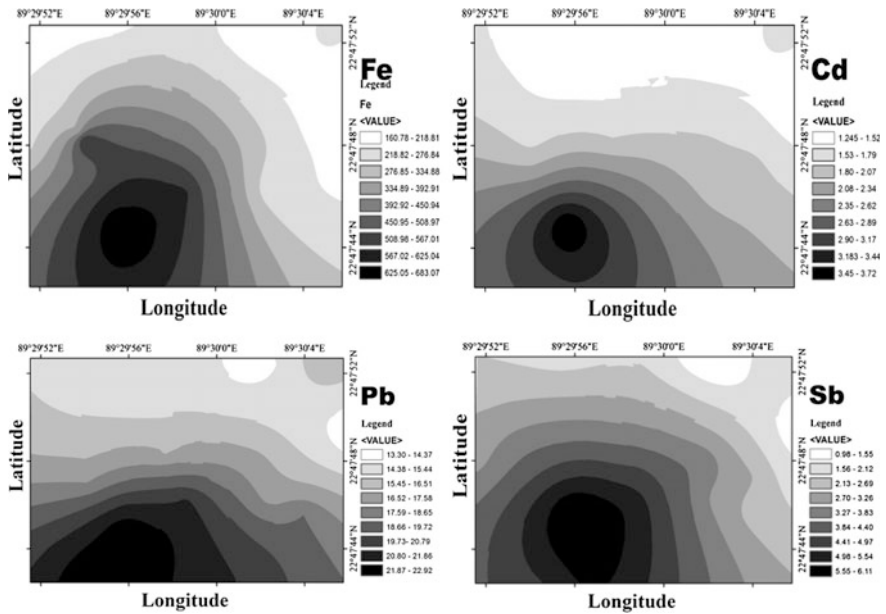 89°29'52"E 89°29'56"E 89°30'0"E 89°30'4"E
Latitude
22°47'52"N
22°47'48"N
22°47'44"N
Longitude
Fe
Legend
Fe
<VALUE>
160.78 - 218.81
218.82 - 276.84
276.85 - 334.88
334.89 - 392.91
392.92 - 450.94
450.95 - 508.97
508.98 - 567.01
567.02 - 625.04
625.05 - 683.07
89°29'52"E 89°29'56"E 89°30'0"E 89°30'4"E
Latitude
22°47'52"N
22°47'48"N
22°47'44"N
Longitude
Cd
Legend
<VALUE>
1.245 - 1.52
1.53 - 1.79
1.80 - 2.07
2.08 - 2.34
2.35 - 2.62
2.63 - 2.89
2.90 - 3.17
3.183 - 3.44
3.45 - 3.72
89°29'52"E 89°29'56"E 89°30'0"E 89°30'4"E
Latitude
22°47'52"N
22°47'48"N
22°47'44"N
Longitude
Pb
Legend
<VALUE>
13.30 - 14.37
14.38 - 15.44
15.45 - 16.51
16.52 - 17.58
17.59 - 18.65
18.66 - 19.72
19.73- 20.79
20.80 - 21.86
21.87 - 22.92
89°29'52"E 89°29'56"E 89°30'0"E 89°30'4"E
Latitude
22°47'52"N
22°47'48"N
22°47'44"N
Longitude
Sb
Legend
<VALUE>
0.98 - 1.55
1.56 - 2.12
2.13 - 2.69
2.70 - 3.26
3.27 - 3.83
3.84 - 4.40
4.41 - 4.97
4.98 - 5.54
5.55 - 6.11